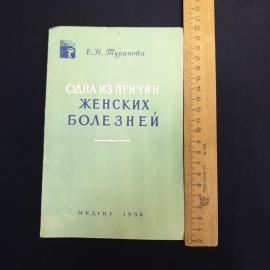 Е.Н. Туранова
ОДНА ИЗ ПРИЧИН
ЖЕНСКИХ
БОЛЕЗНЕЙ
МЕДГИЗ - 1958